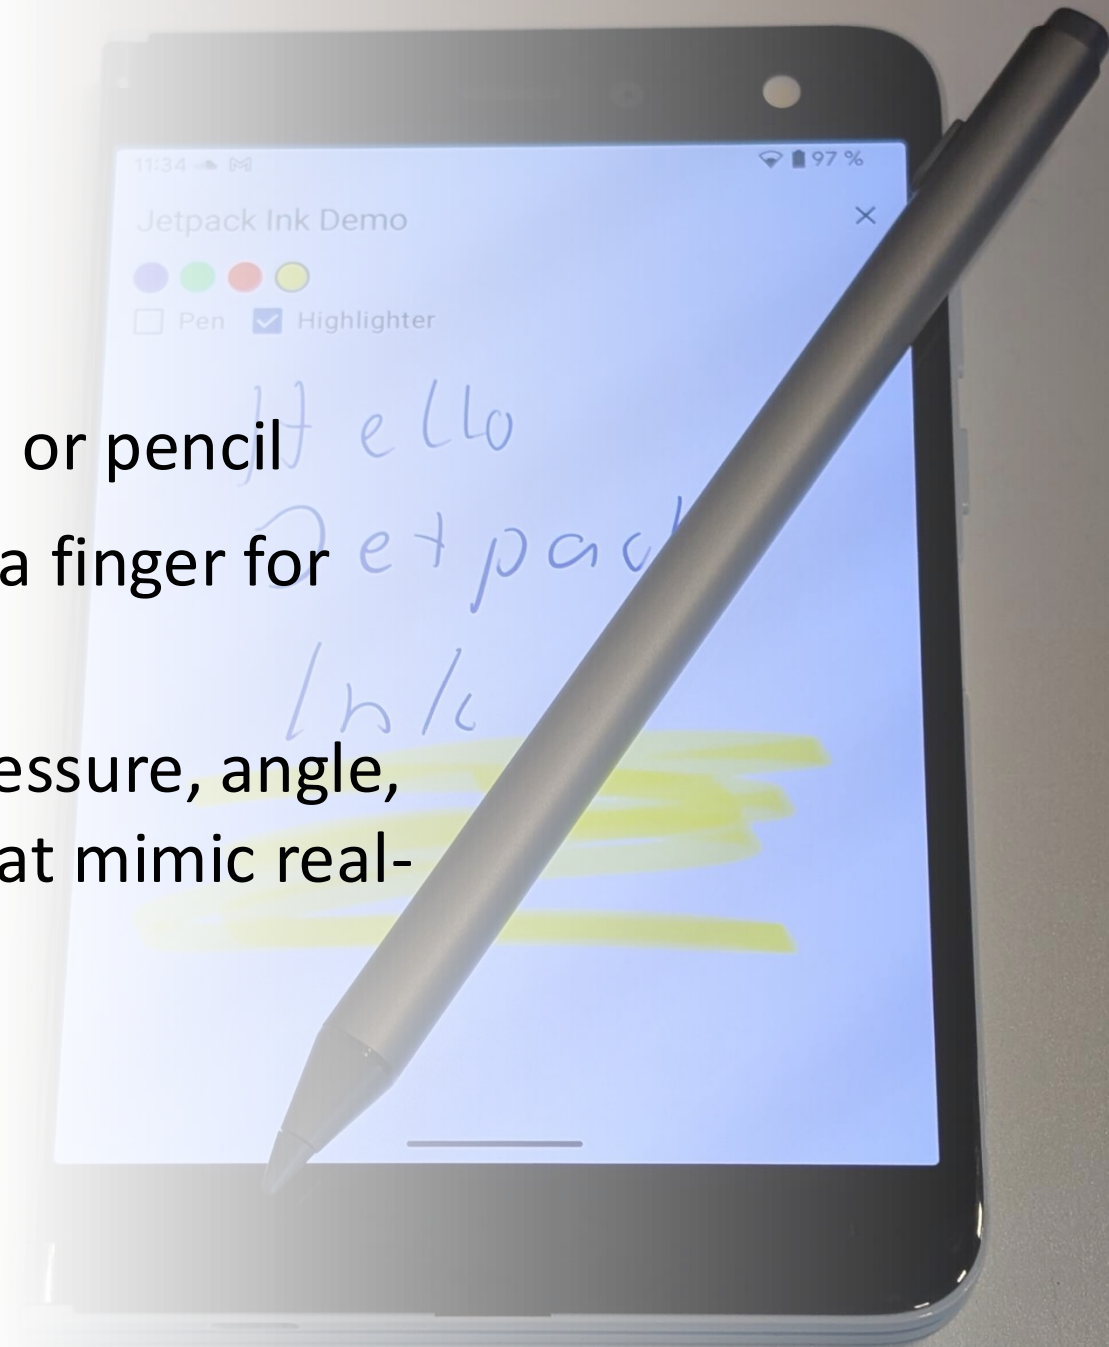 11:34 97 %
Jetpack Ink Demo
Pen Highlighter
Hello
or pencil
Jetpack
a finger for
Ink
essure, angle,
at mimic real-